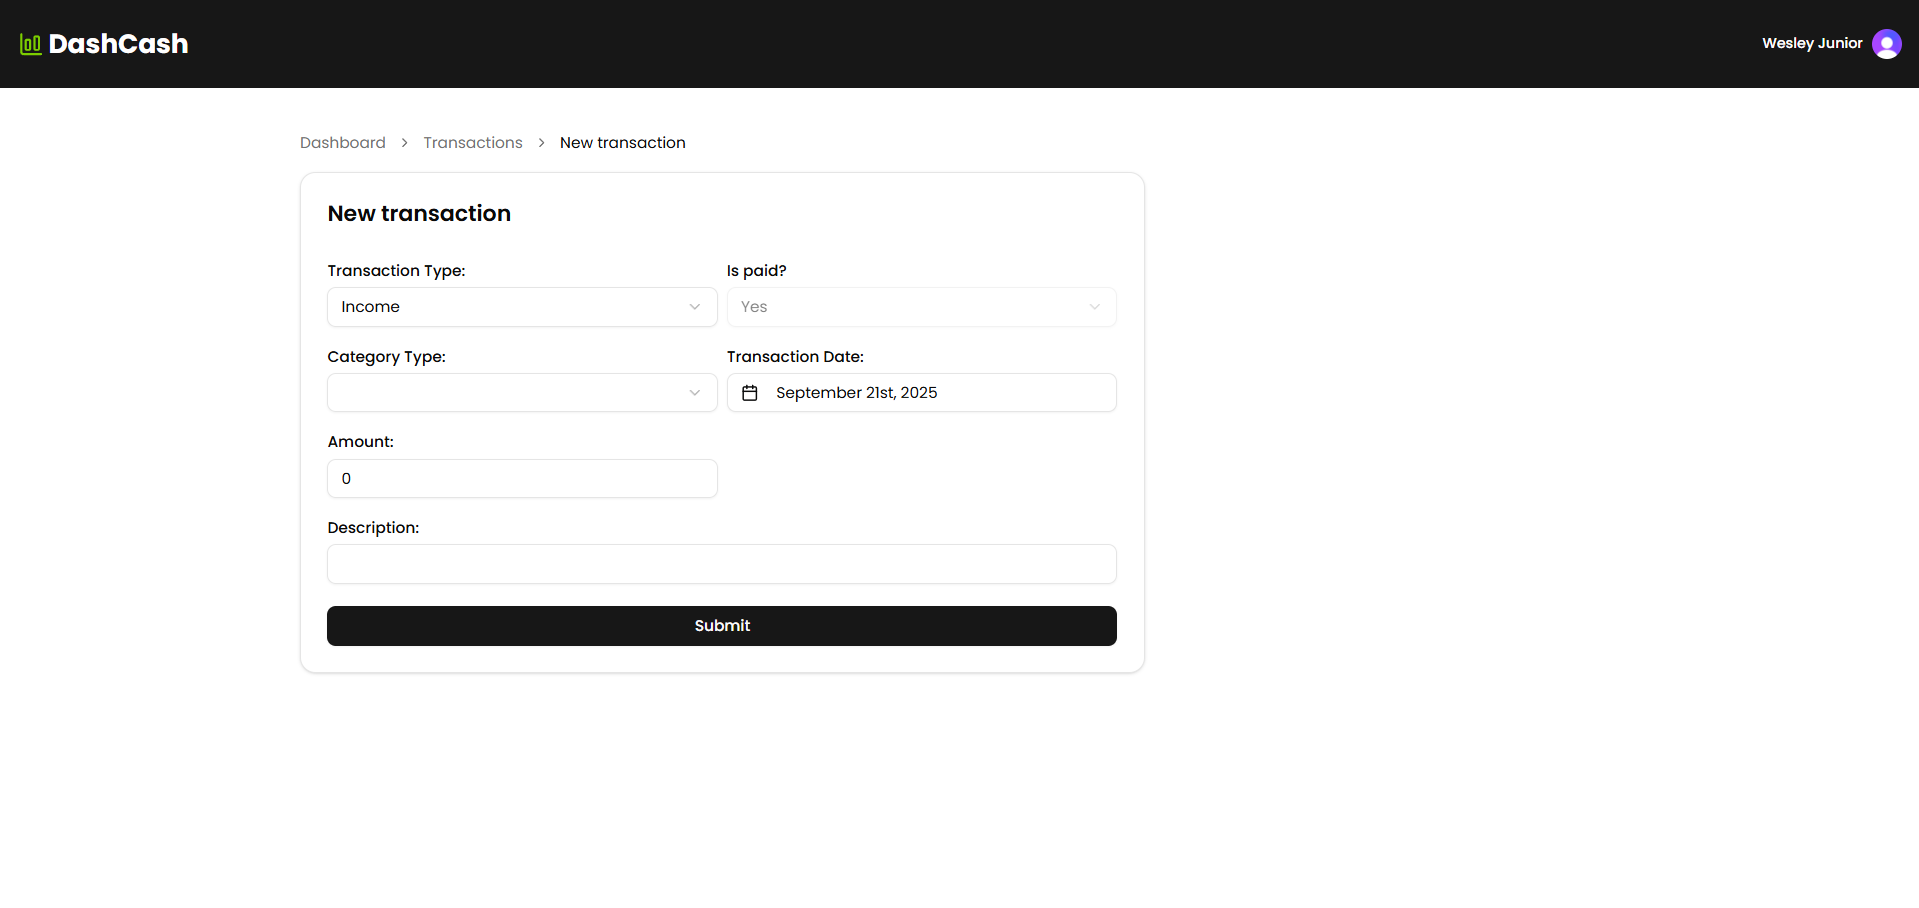 DashCash
Wesley Junior
Dashboard > Transactions > New transaction
New transaction
Transaction Type:
Is paid?
Income
Yes
Category Type:
Transaction Date:
September 21st, 2025
Amount:
0
Description:
Submit